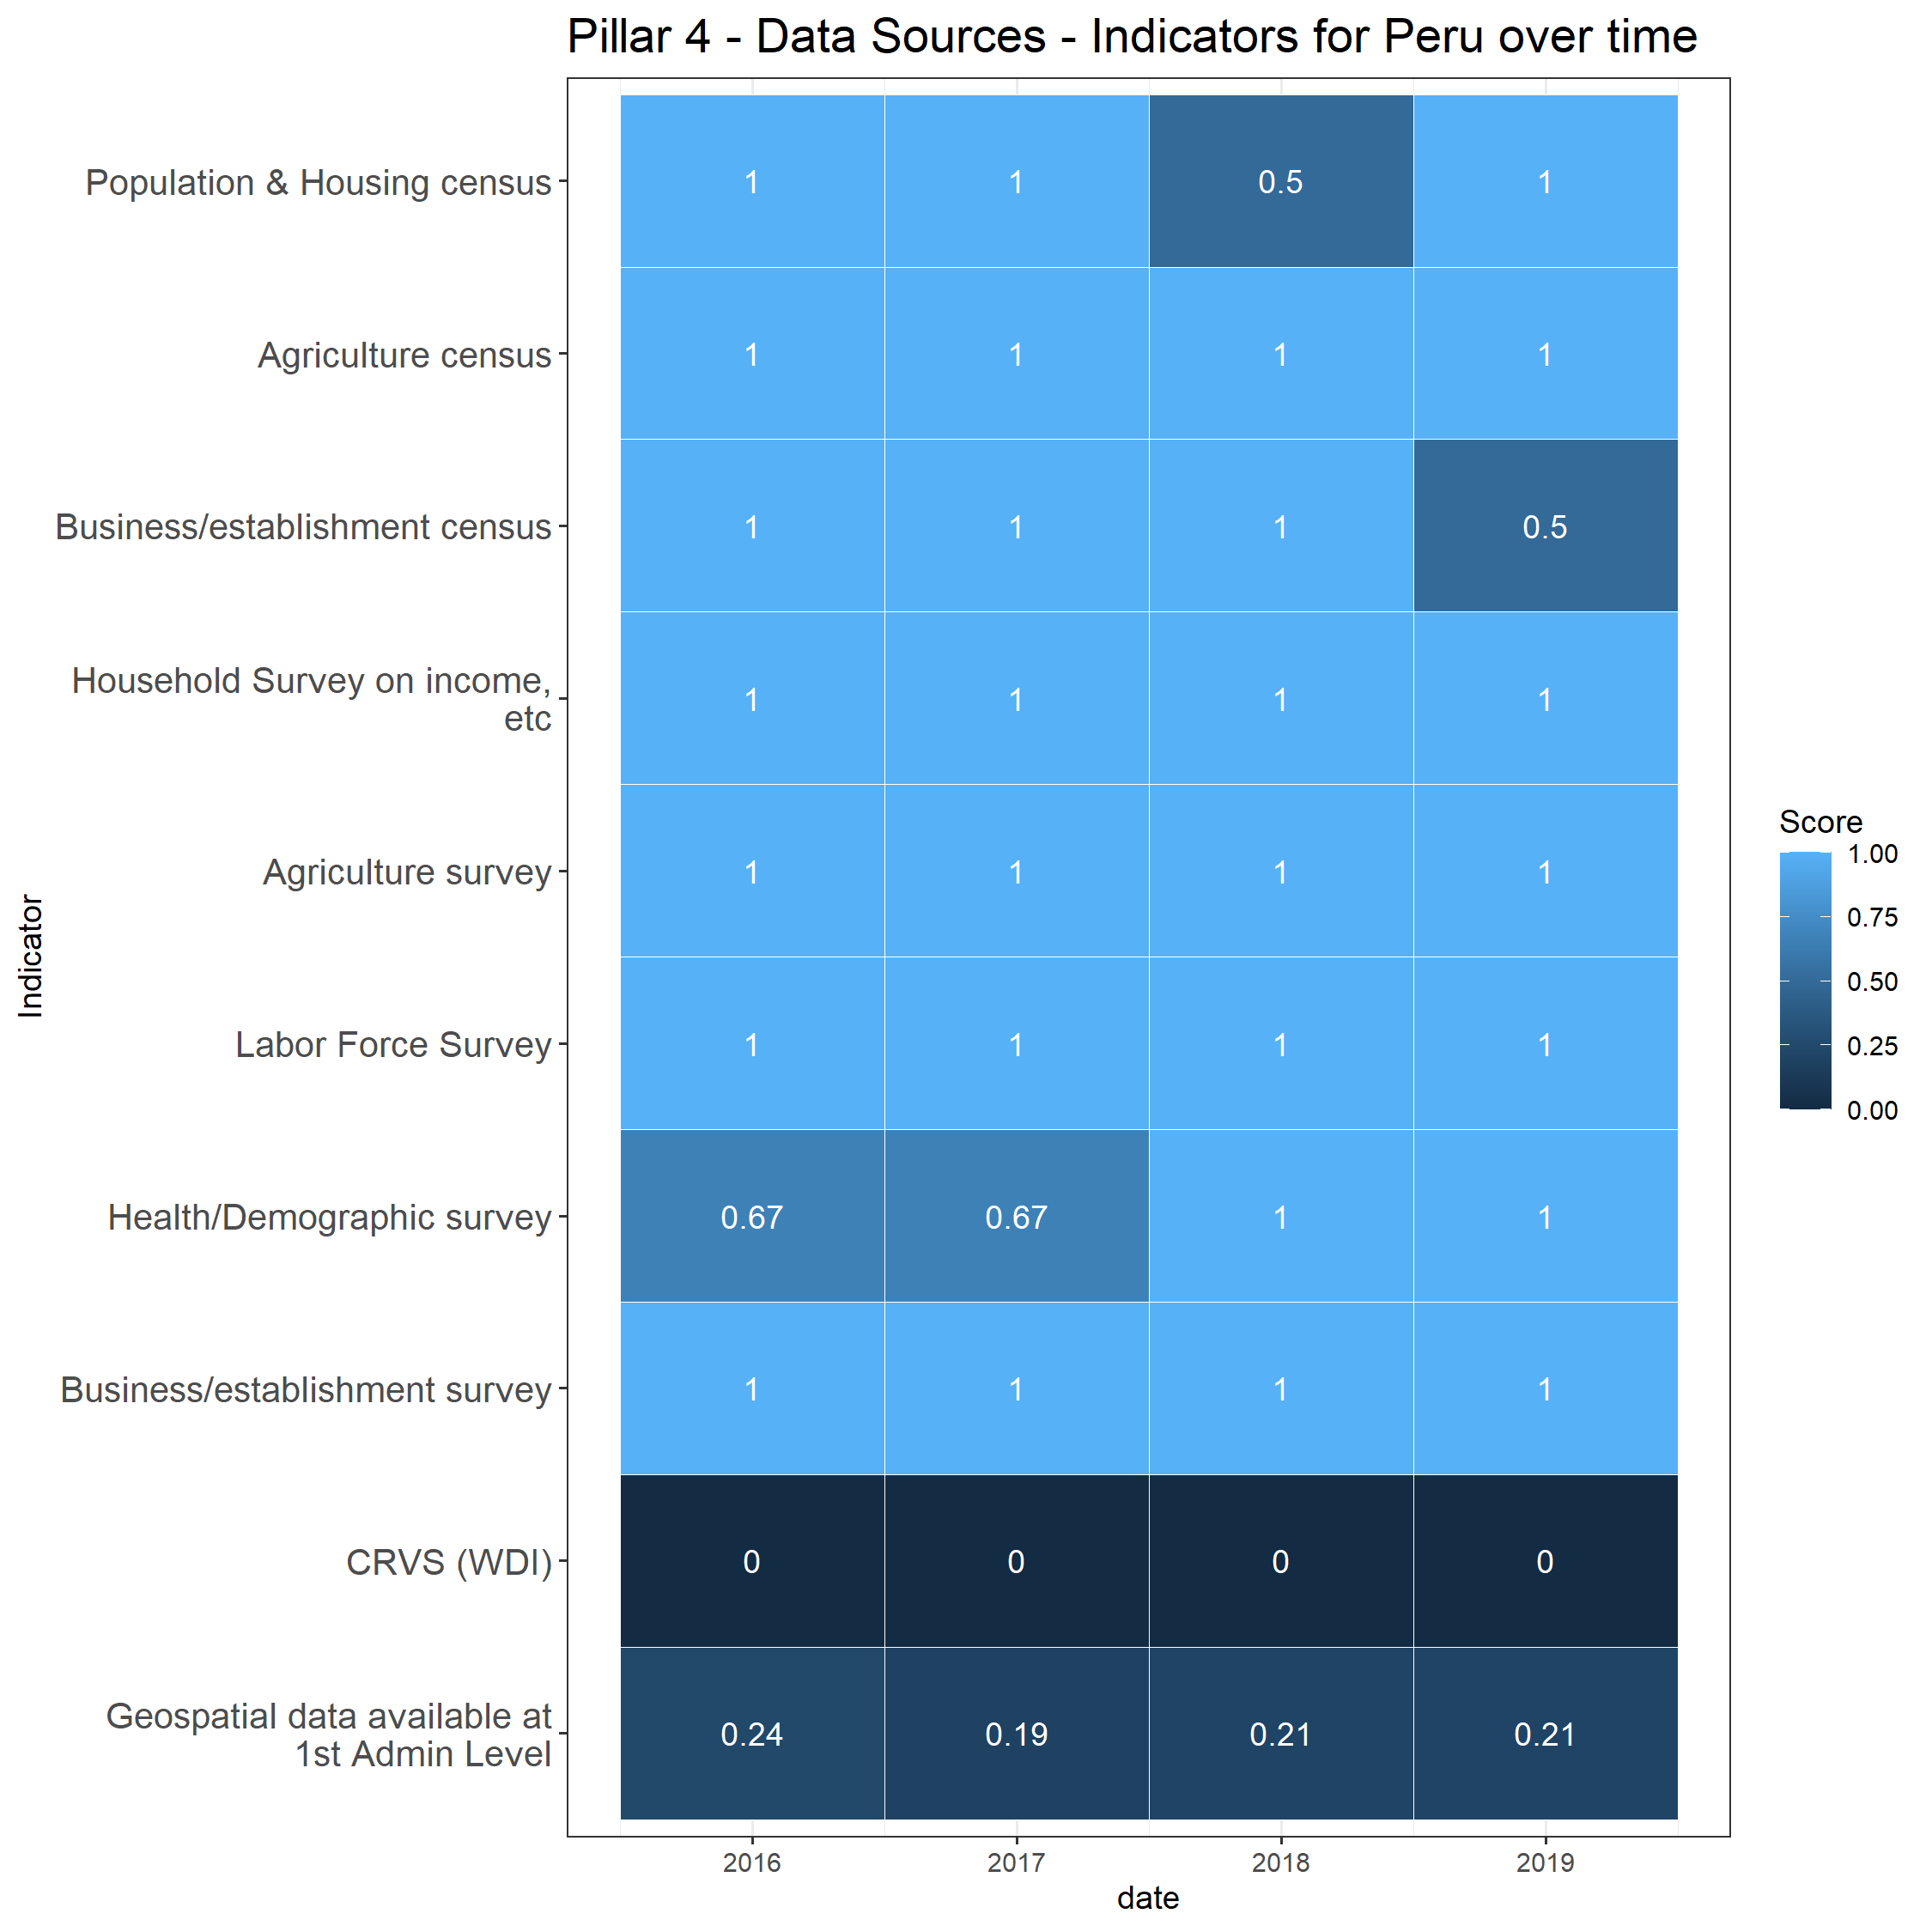 Pillar 4 - Data Sources - Indicators for Peru over time
Indicator
Population & Housing census
1 1 0.5 1
Agriculture census
1 1 1 1
Business/establishment census
1 1 1 0.5
Household Survey on income,
etc
1 1 1 1
Agriculture survey
1 1 1 1
Labor Force Survey
1 1 1 1
Health/Demographic survey
0.67 0.67 1 1
Business/establishment survey
1 1 1 1
CRVS (WDI)
0 0 0 0
Geospatial data available at
1st Admin Level
0.24 0.19 0.21 0.21
2016 2017 2018 2019
date
Score
1.00
0.75
0.50
0.25
0.00